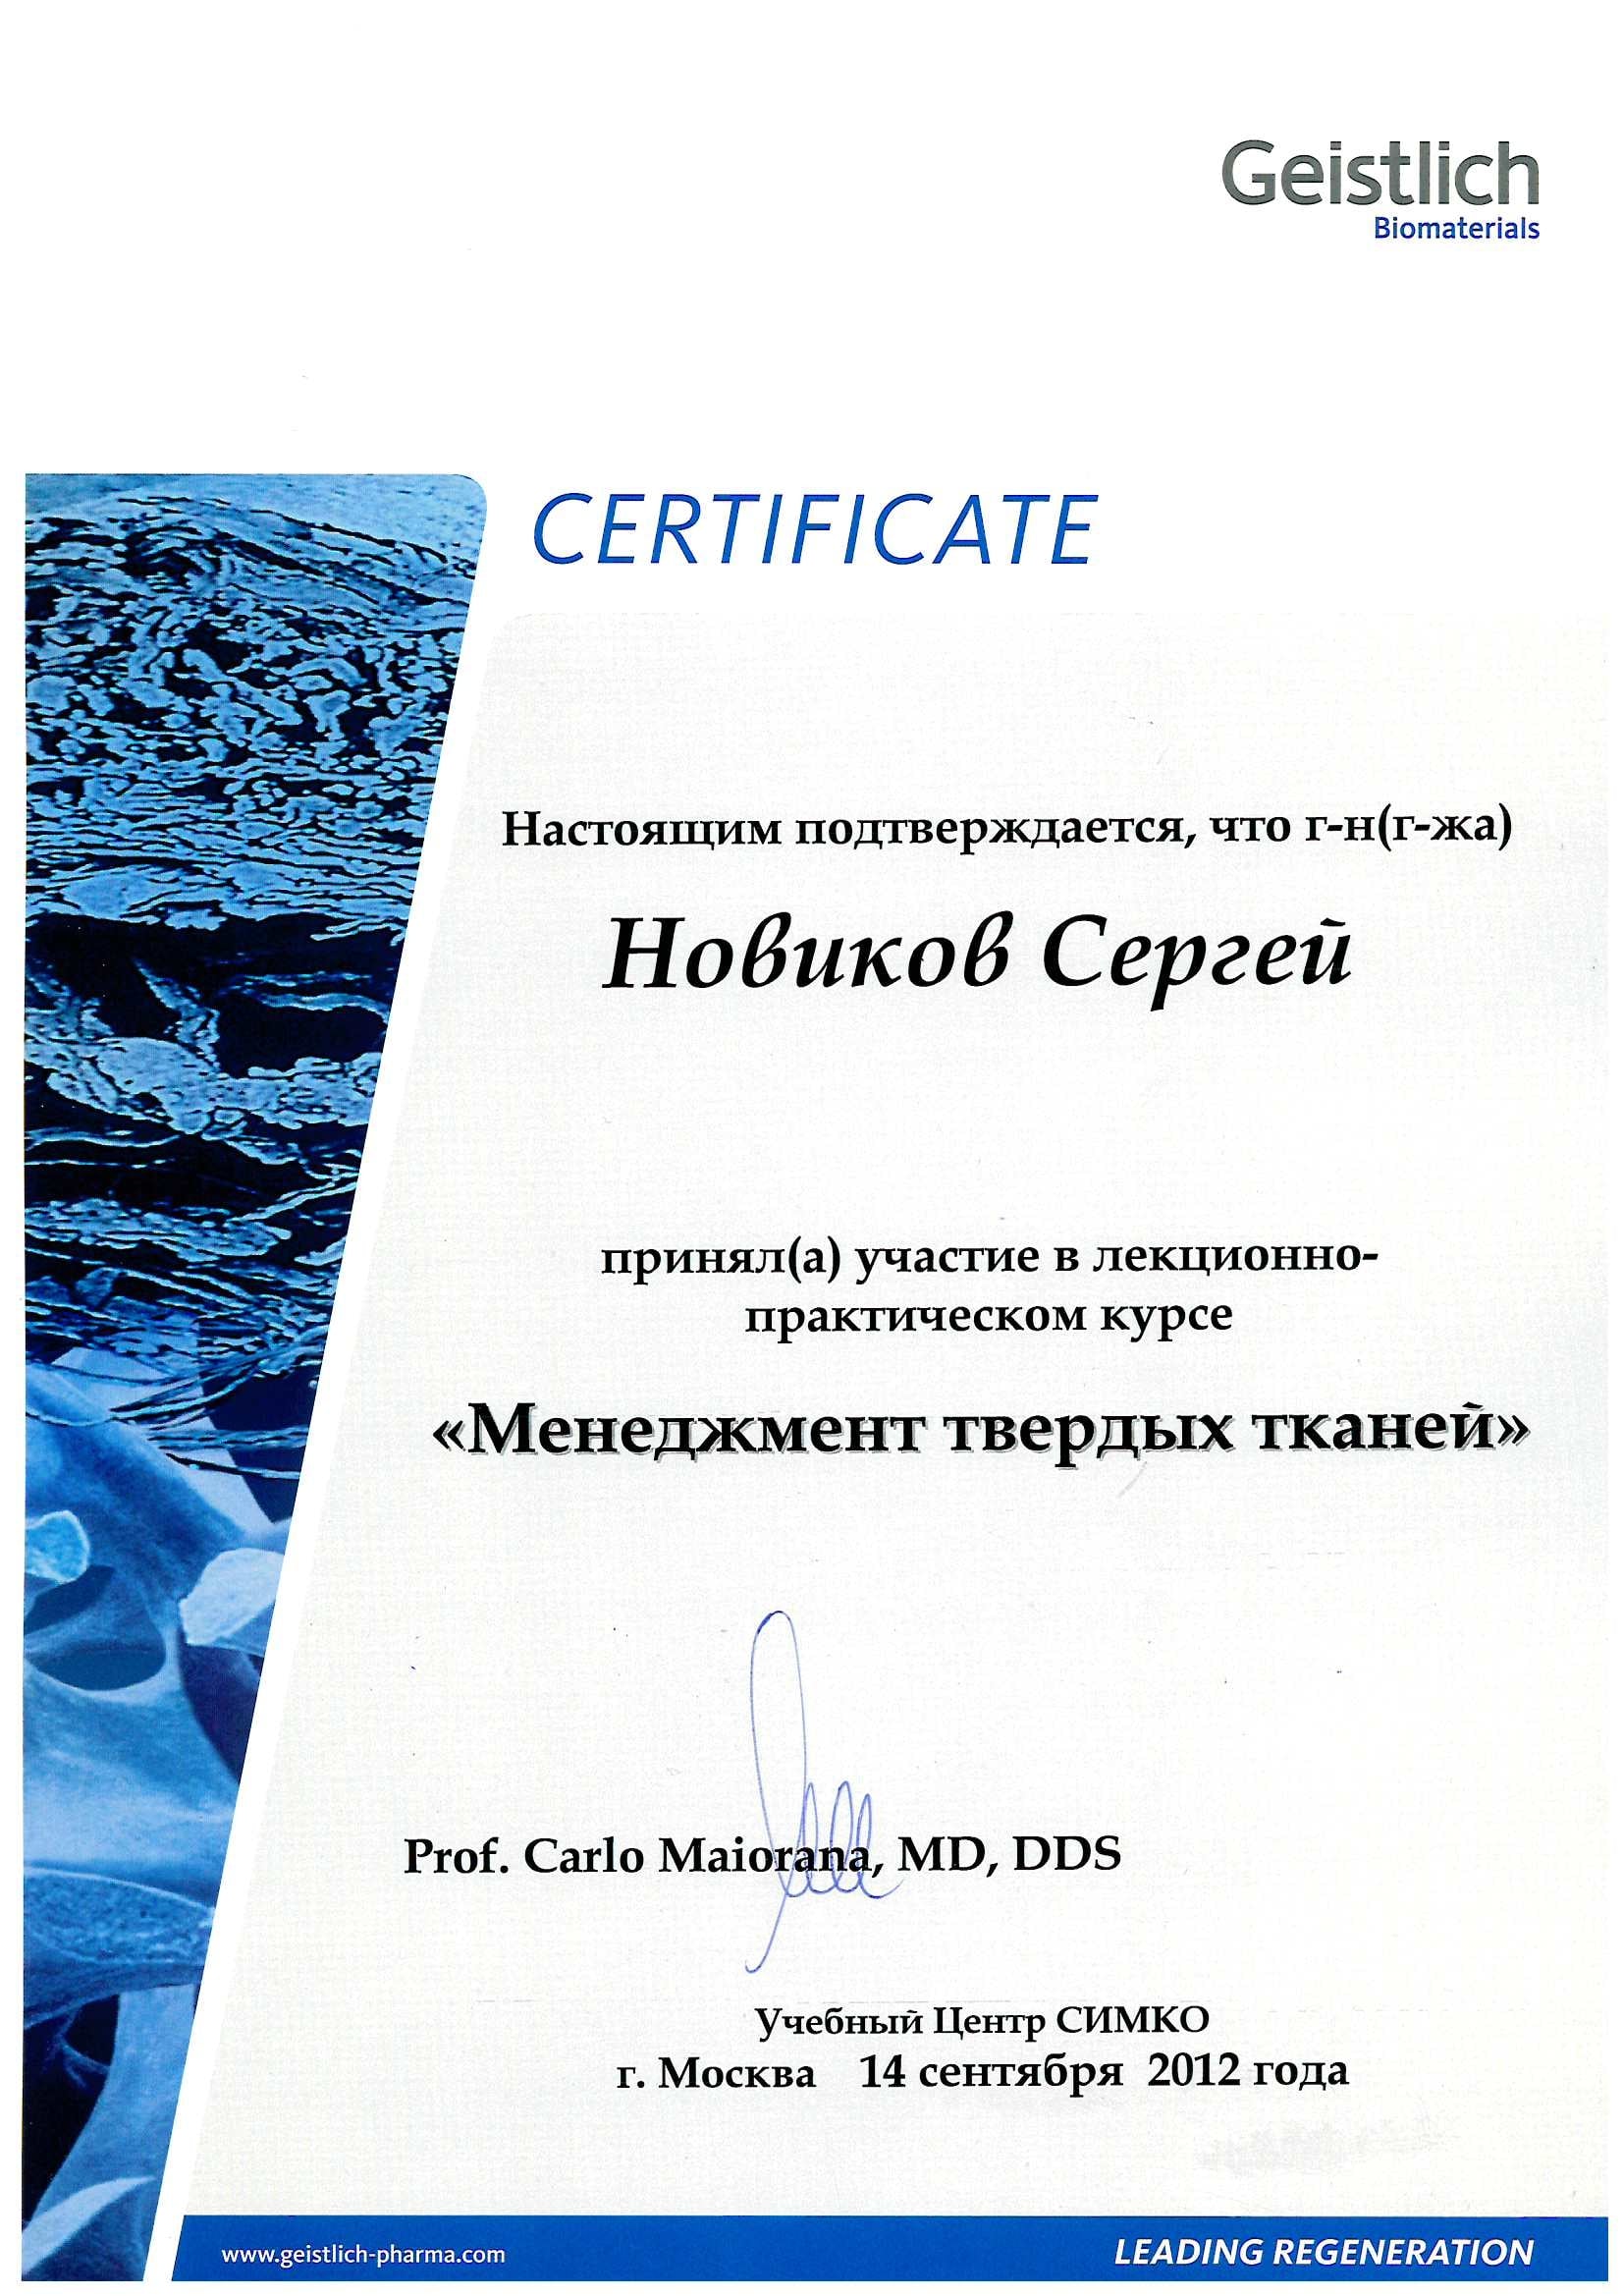 Geistlich
Biomaterials
CERTIFICATE
Настоящим подтверждается, что г-н(г-жа)
Новиков Сергей
принял(а) участие в лекционно-
практическом курсе
«Менеджмент твердых тканей»
Prof. Carlo Maiorana, MD, DDS
Учебный Центр СИМКО
г. Москва 14 сентября 2012 года
www.geistlich-pharma.com
LEADING REGENERATION